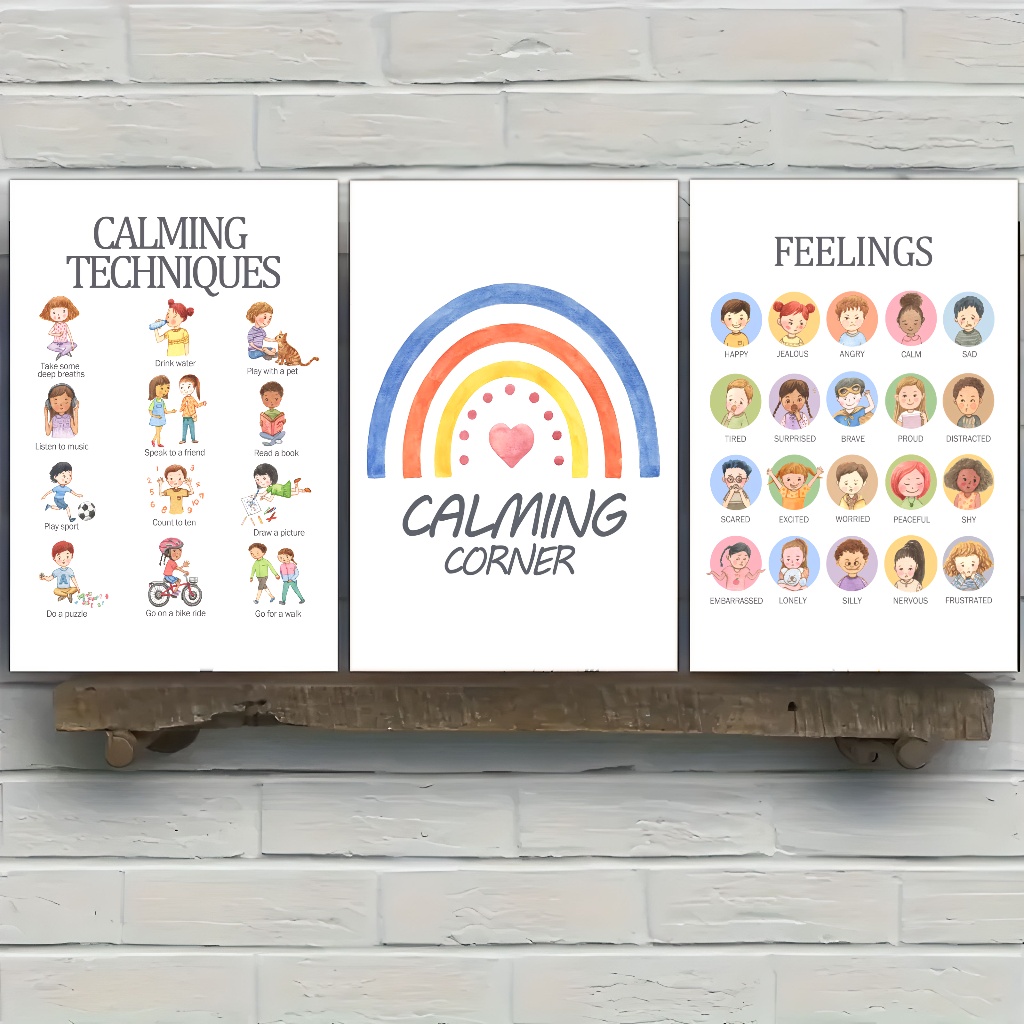 CALMING
TECHNIQUES
Take some
deep breaths
Drink water
Play with a pet
Listen to music
Speak to a friend
Read a book
Play sport
Count to ten
Draw a picture
Do a puzzle
Go on a bike ride
Go for a walk
CALMING
CORNER
FEELINGS
HAPPY JEALOUS ANGRY CALM SAD
TIRED SURPRISED BRAVE PROUD DISTRACTED
SCARED EXCITED WORRIED PEACEFUL SHY
EMBARRASSED LONELY SILLY NERVOUS FRUSTRATED